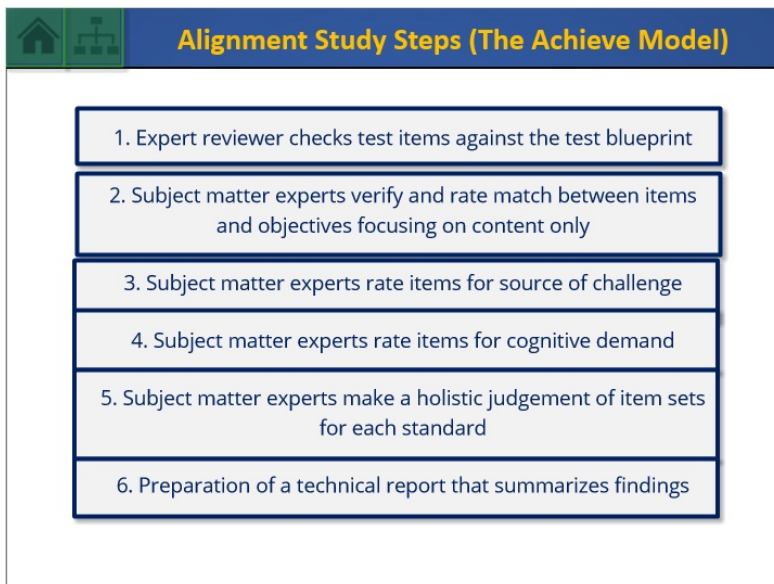 Alignment Study Steps (The Achieve Model)
1. Expert reviewer checks test items against the test blueprint
2. Subject matter experts verify and rate match between items
and objectives focusing on content only
3. Subject matter experts rate items for source of challenge
4. Subject matter experts rate items for cognitive demand
5. Subject matter experts make a holistic judgement of item sets
for each standard
6. Preparation of a technical report that summarizes findings